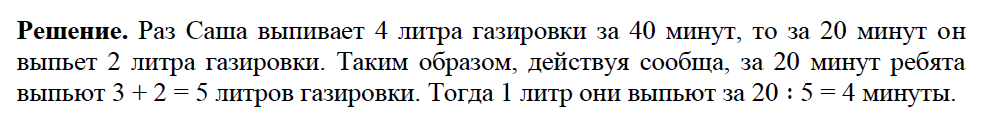 Решение. Раз Саша выпивает 4 литра газировки за 40 минут, то за 20 минут он
выпьет 2 литра газировки. Таким образом, действуя сообща, за 20 минут ребята
выпьют 3 + 2 = 5 литров газировки. Тогда 1 литр они выпьют за 20 : 5 = 4 минуты.